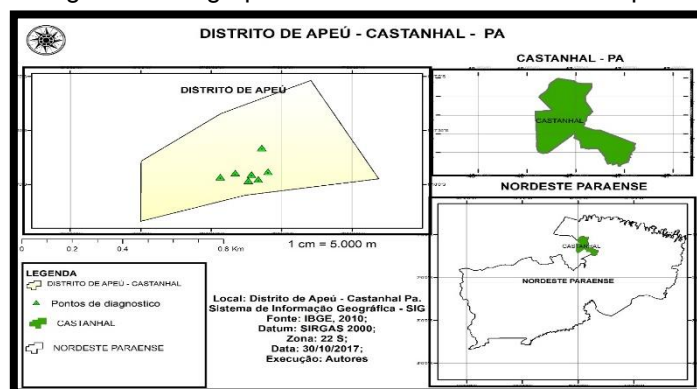 DISTRITO DE APEÚ - CASTANHAL - PA
DISTRITO DE APEÚ
CASTANHAL - PA
CASTANHAL
NORDESTE PARAENSE
CASTANHAL
NORDESTE PARAENSE
0 0.2 0.4 0.8 Km
1 cm = 5.000 m
LEGENDA
DISTRITO DE APEÚ - CASTANHAL
Pontos de diagnostico
CASTANHAL
NORDESTE PARAENSE
Local: Distrito de Apeú - Castanhal Pa.
Sistema de Informação Geográfica - SIG
Fonte: IBGE, 2010;
Datum: SIRGAS 2000;
Zona: 22 S;
Data: 30/10/2017;
Execução: Autores